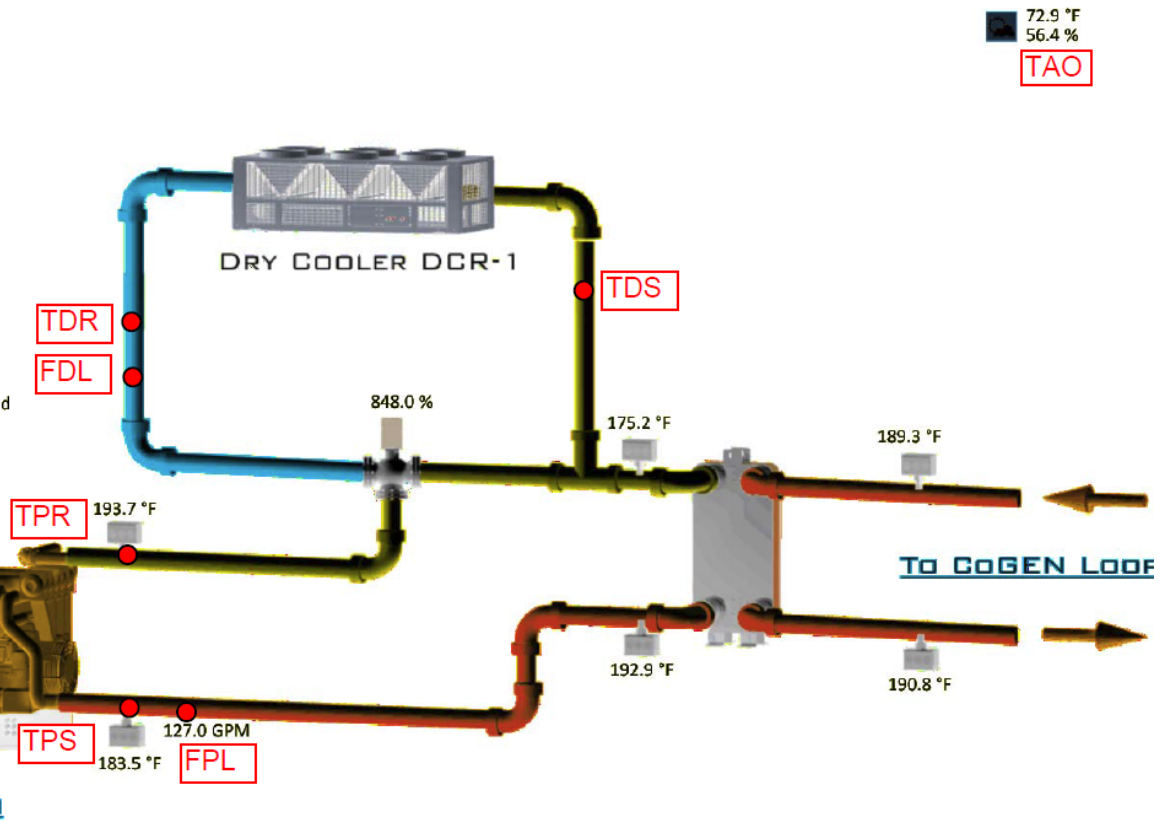 72.9 °F
56.4 %
TAO
DRY COOLER DCR-1
TDS
TDR
FDL
d
848.0 %
175.2 °F
189.3 °F
TPR
193.7 °F
TO COGEN LOOP
192.9 °F
190.8 °F
TPS
127.0 GPM
183.5 °F
FPL